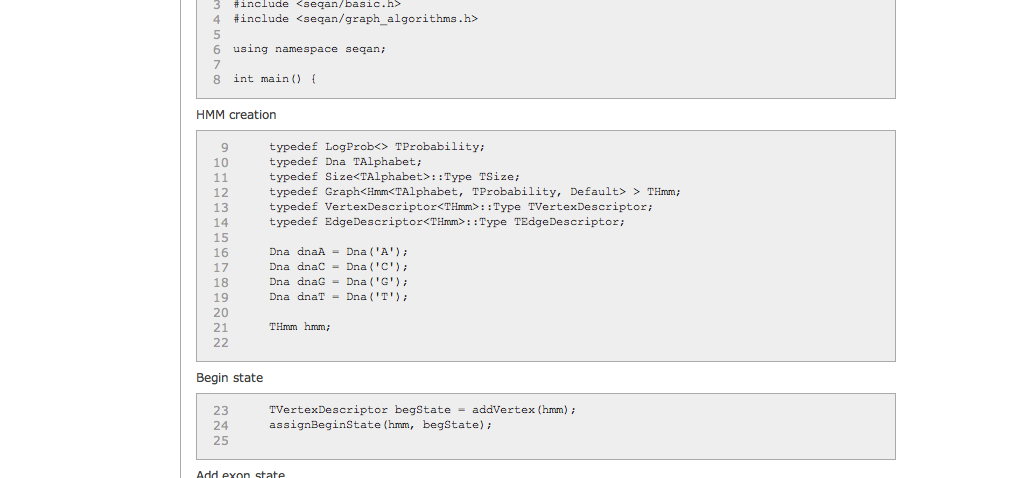 3 #include <seqan/basic.h>
4 #include <seqan/graph_algorithms.h>
5
6 using namespace seqan;
7
8 int main() {
HMM creation
9 typedef LogProb<> TProbability;
10 typedef Dna TAlphabet;
11 typedef Size<TAlphabet>::Type TSize;
12 typedef Graph<Hmm<TAlphabet, TProbability, Default> > THmm;
13 typedef VertexDescriptor<THmm>::Type TVertexDescriptor;
14 typedef EdgeDescriptor<THmm>::Type TEdgeDescriptor;
15
16 Dna dnaA = Dna('A');
17 Dna dnaC = Dna('C');
18 Dna dnaG = Dna('G');
19 Dna dnaT = Dna('T');
20
21 THmm hmm;
22
Begin state
23 TVertexDescriptor begState = addVertex(hmm);
24 assignBeginState(hmm, begState);
25
Add exon state